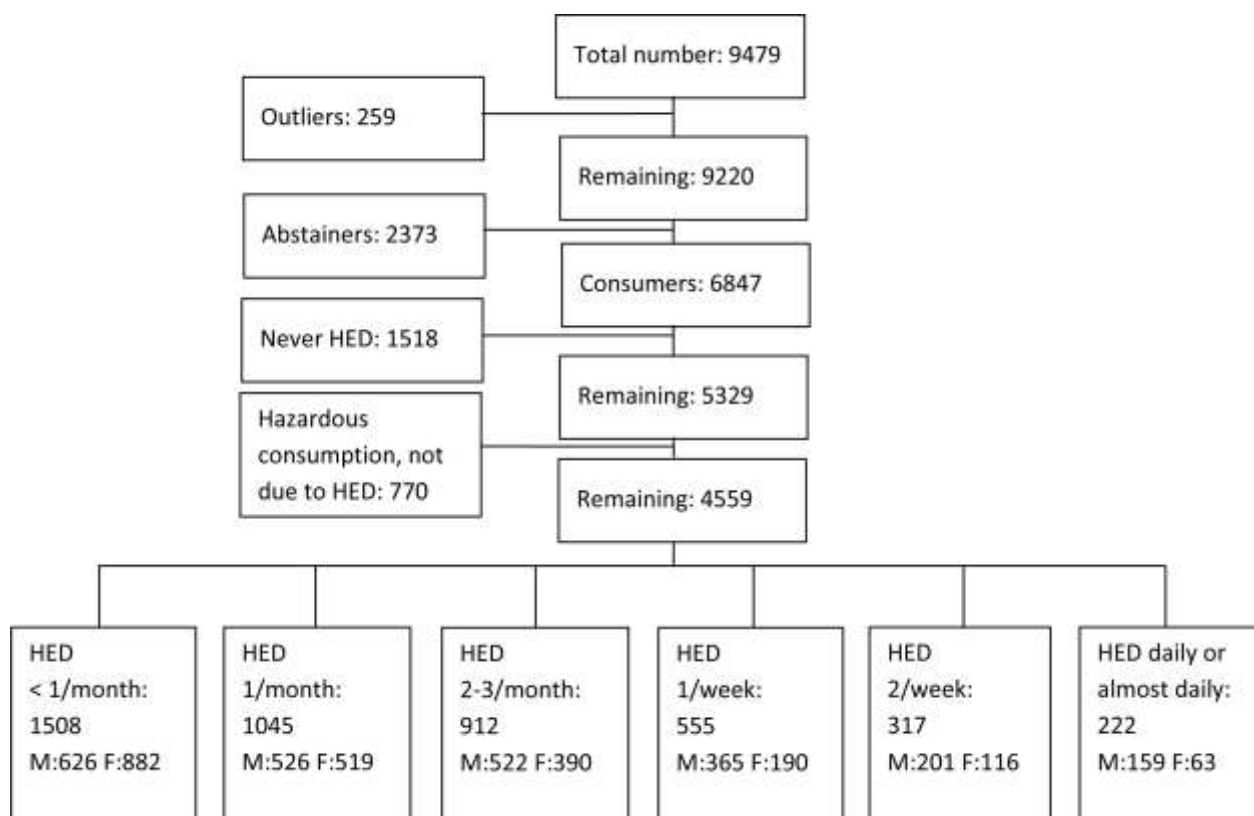 Total number: 9479
Outliers: 259
Remaining: 9220
Abstainers: 2373
Consumers: 6847
Never HED: 1518
Remaining: 5329
Hazardous
consumption, not
due to HED: 770
Remaining: 4559
HED
< 1/month:
1508
M:626 F:882
HED
1/month:
1045
M:526 F:519
HED
2-3/month:
912
M:522 F:390
HED
1/week:
555
M:365 F:190
HED
2/week:
317
M:201 F:116
HED daily or
almost daily:
222
M:159 F:63